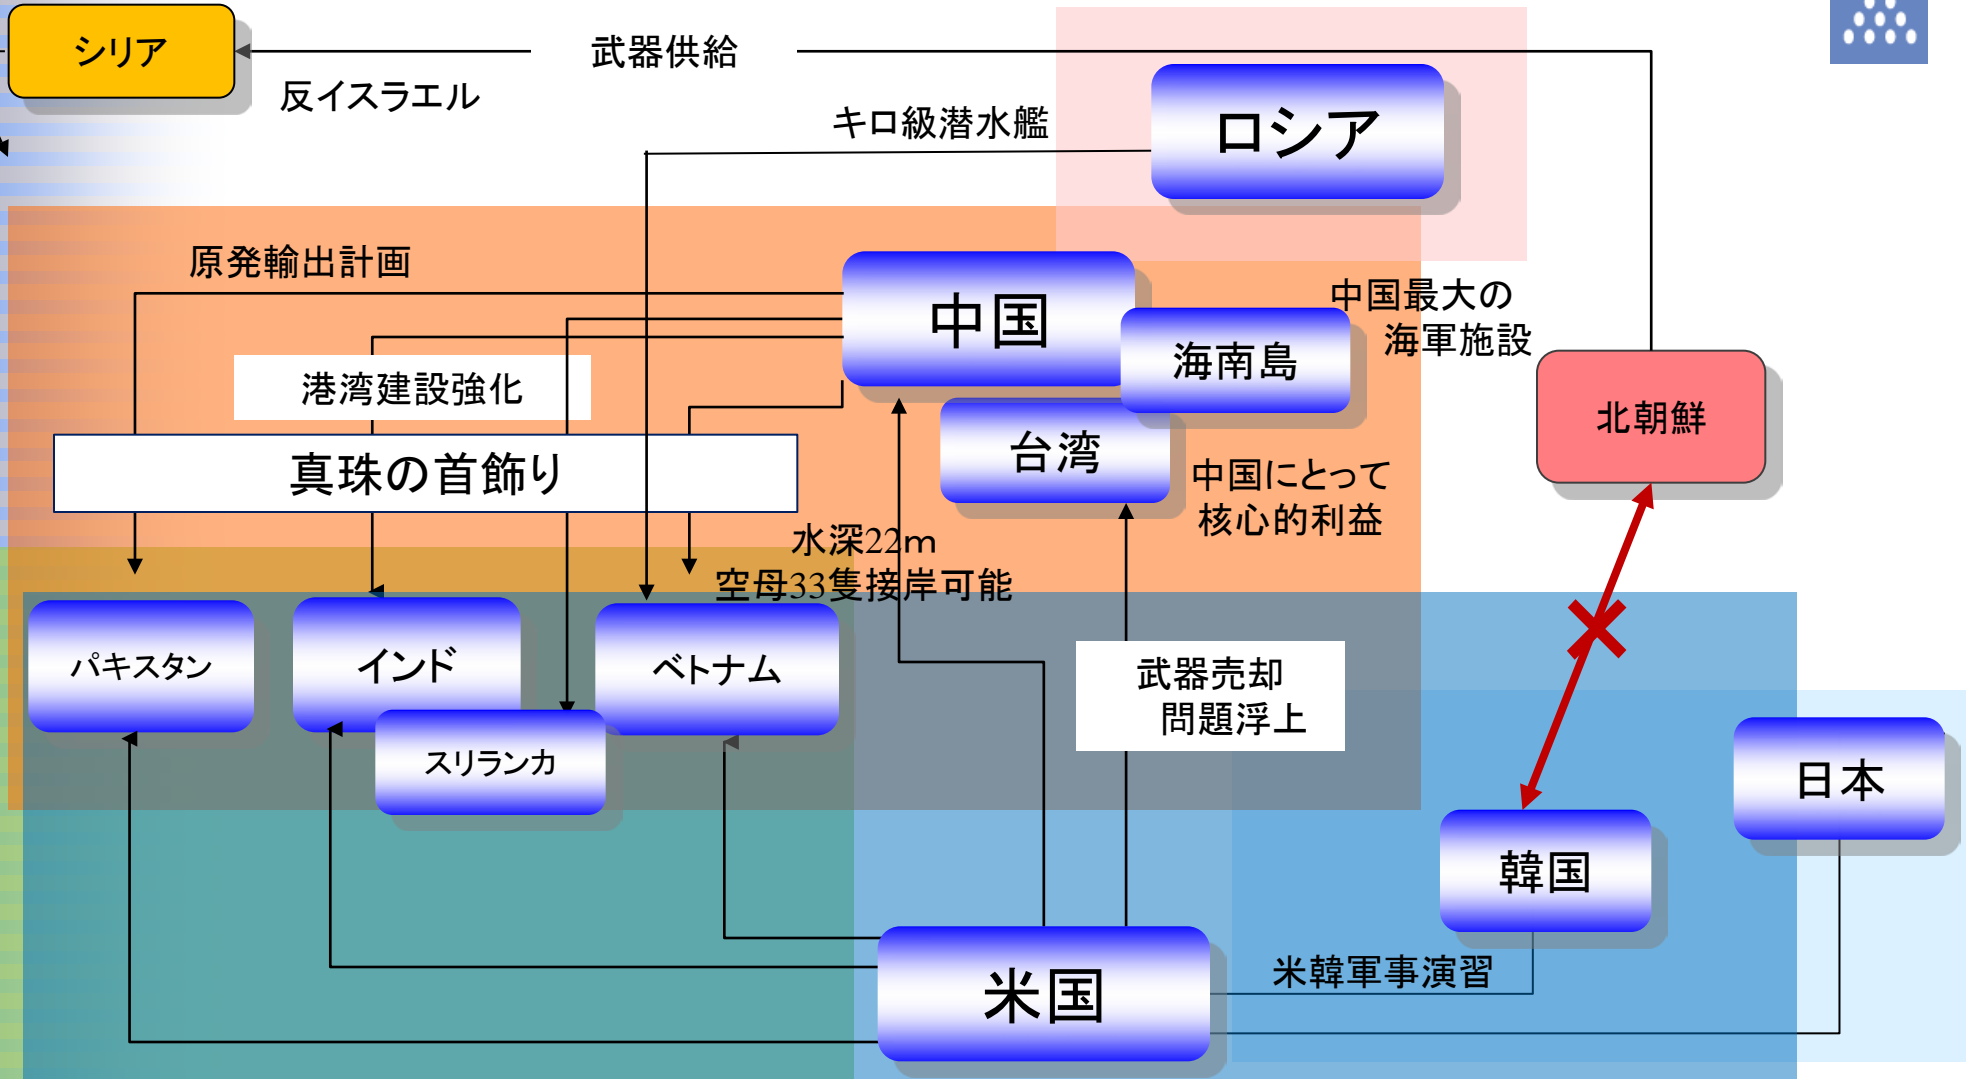 シリア
武器供給
反イスラエル
キロ級潜水艦
ロシア
原発輸出計画
中国
中国最大の
海軍施設
海南島
港湾建設強化
北朝鮮
台湾
真珠の首飾り
中国にとって
核心的利益
水深22m
空母33隻接岸可能
パキスタン
インド
ベトナム
武器売却
問題浮上
スリランカ
日本
韓国
米韓軍事演習
米国